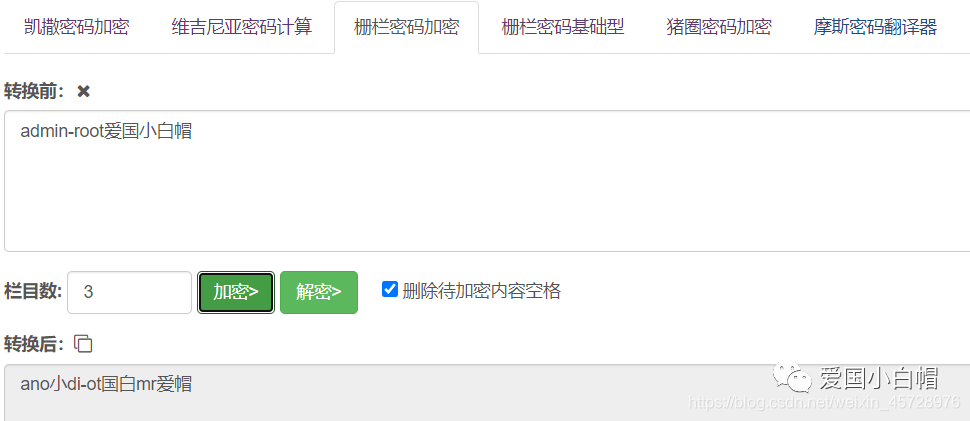 凯撒密码加密 维吉尼亚密码计算 栅栏密码加密 栅栏密码基础型 猪圈密码加密 摩斯密码翻译器
转换前：
admin-root爱国小白帽
栏目数: 3 加密> 解密> 删除待加密内容空格
转换后：
ano小di-ot国白mr爱帽
爱国小白帽
https://blog.csdn.net/weixin_45728976